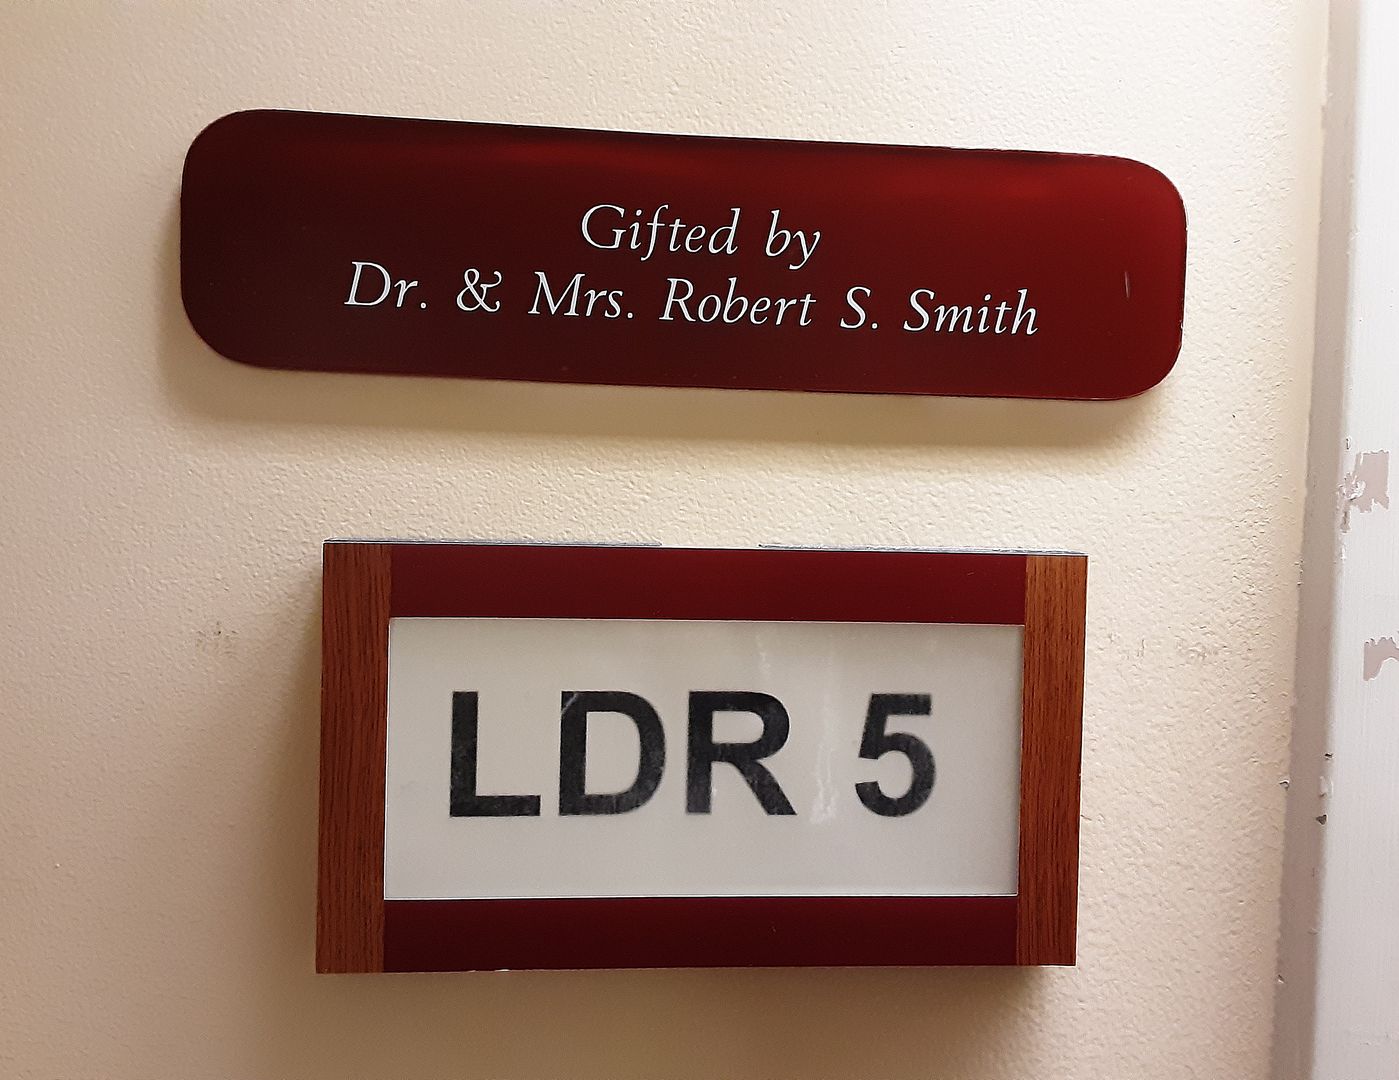 Gifted by
Dr. & Mrs. Robert S. Smith
LDR 5